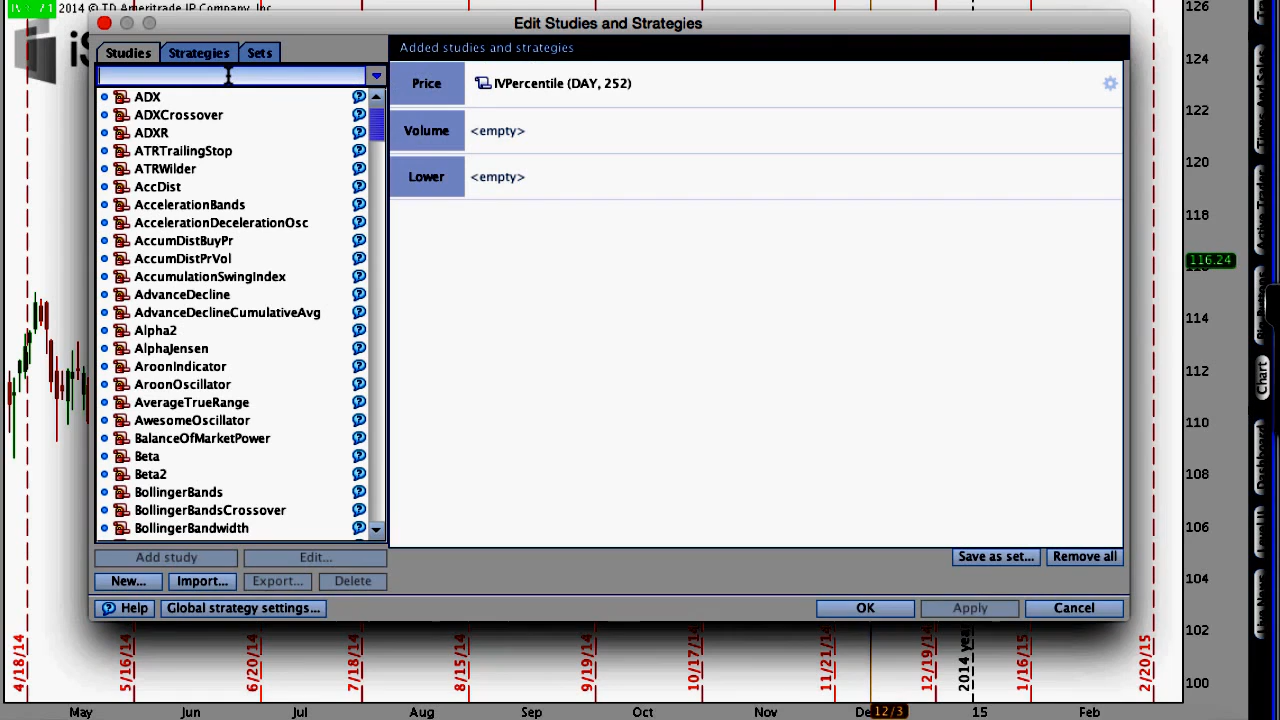 2014 © TD Ameritrade IP Company, Inc
Edit Studies and Strategies
Studies
Strategies
Sets
ADX
ADXCrossover
ADXR
ATRTrailingStop
ATRWilder
AccDist
AccelerationBands
AccelerationDecelerationOsc
AccumDistBuyPr
AccumDistPrVol
AccumulationSwingIndex
AdvanceDecline
AdvanceDeclineCumulativeAvg
Alpha2
AlphaJensen
AroonIndicator
AroonOscillator
AverageTrueRange
AwesomeOscillator
BalanceOfMarketPower
Beta
Beta2
BollingerBands
BollingerBandsCrossover
BollingerBandwidth
Add study
Edit...
New...
Import...
Export...
Delete
Help
Global strategy settings...
Added studies and strategies
Price
IVPercentile (DAY, 252)
Volume
<empty>
Lower
<empty>
Save as set...
Remove all
OK
Apply
Cancel
126
124
122
120
118
116.24
114
112
110
108
106
104
102
100
Chart
4/18/14
5/16/14
6/20/14
7/18/14
8/15/14
9/19/14
10/17/14
11/21/14
12/19/14
2014 year
1/16/15
2/20/15
May
Jun
Jul
Aug
Sep
Oct
Nov
12/3
15
Feb